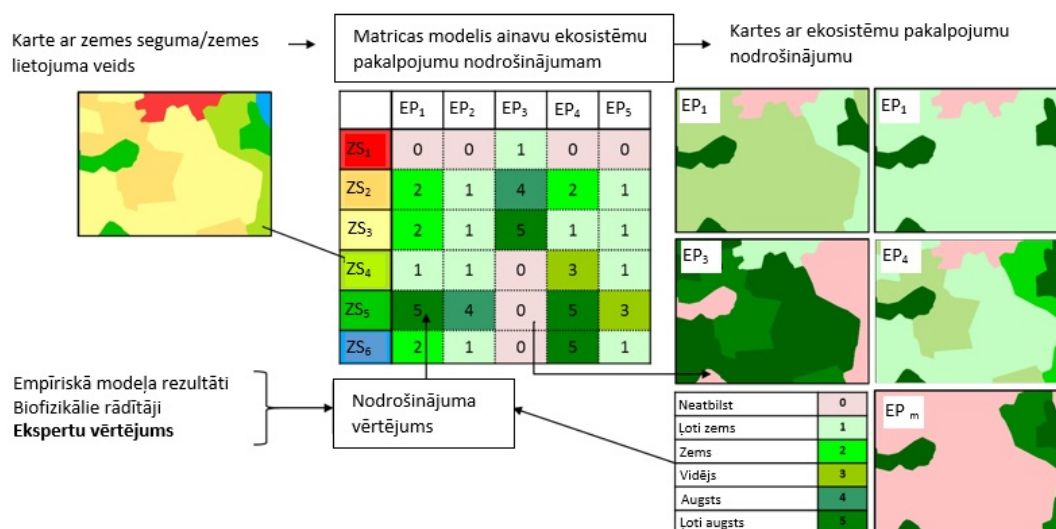 Karte ar zemes seguma/zemes
lietojuma veids
Matricas modelis ainavu ekosistēmu
pakalpojumu nodrošinājumam
Kartes ar ekosistēmu pakalpojumu
nodrošinājumu
EP₁ EP₂ EP₃ EP₄ EP₅
ZS₁ 0 0 1 0 0
ZS₂ 2 1 4 2 1
ZS₃ 2 1 5 1 1
ZS₄ 1 1 0 3 1
ZS₅ 5 4 0 5 3
ZS₆ 2 1 0 5 1
EP₁
EP₁
EP₃
EP₄
EP m
Empīriskā modeļa rezultāti
Biofizikālie rādītāji
Ekspertu vērtējums
Nodrošinājuma
vērtējums
Neatbilst 0
Ļoti zems 1
Zems 2
Vidējs 3
Augsts 4
Ļoti augsts 5